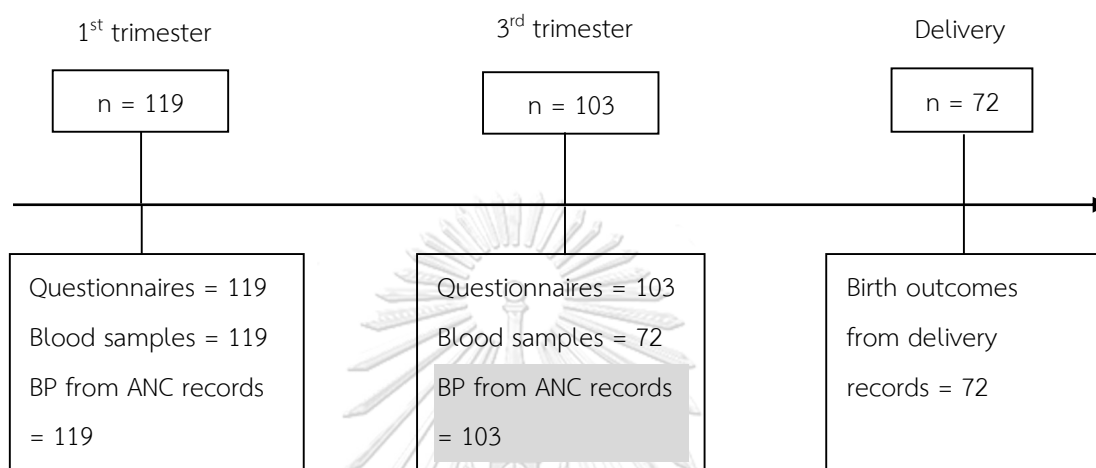 1st trimester
3rd trimester
Delivery
n = 119
n = 103
n = 72
Questionnaires = 119
Blood samples = 119
BP from ANC records
= 119
Questionnaires = 103
Blood samples = 72
BP from ANC records
= 103
Birth outcomes
from delivery
records = 72